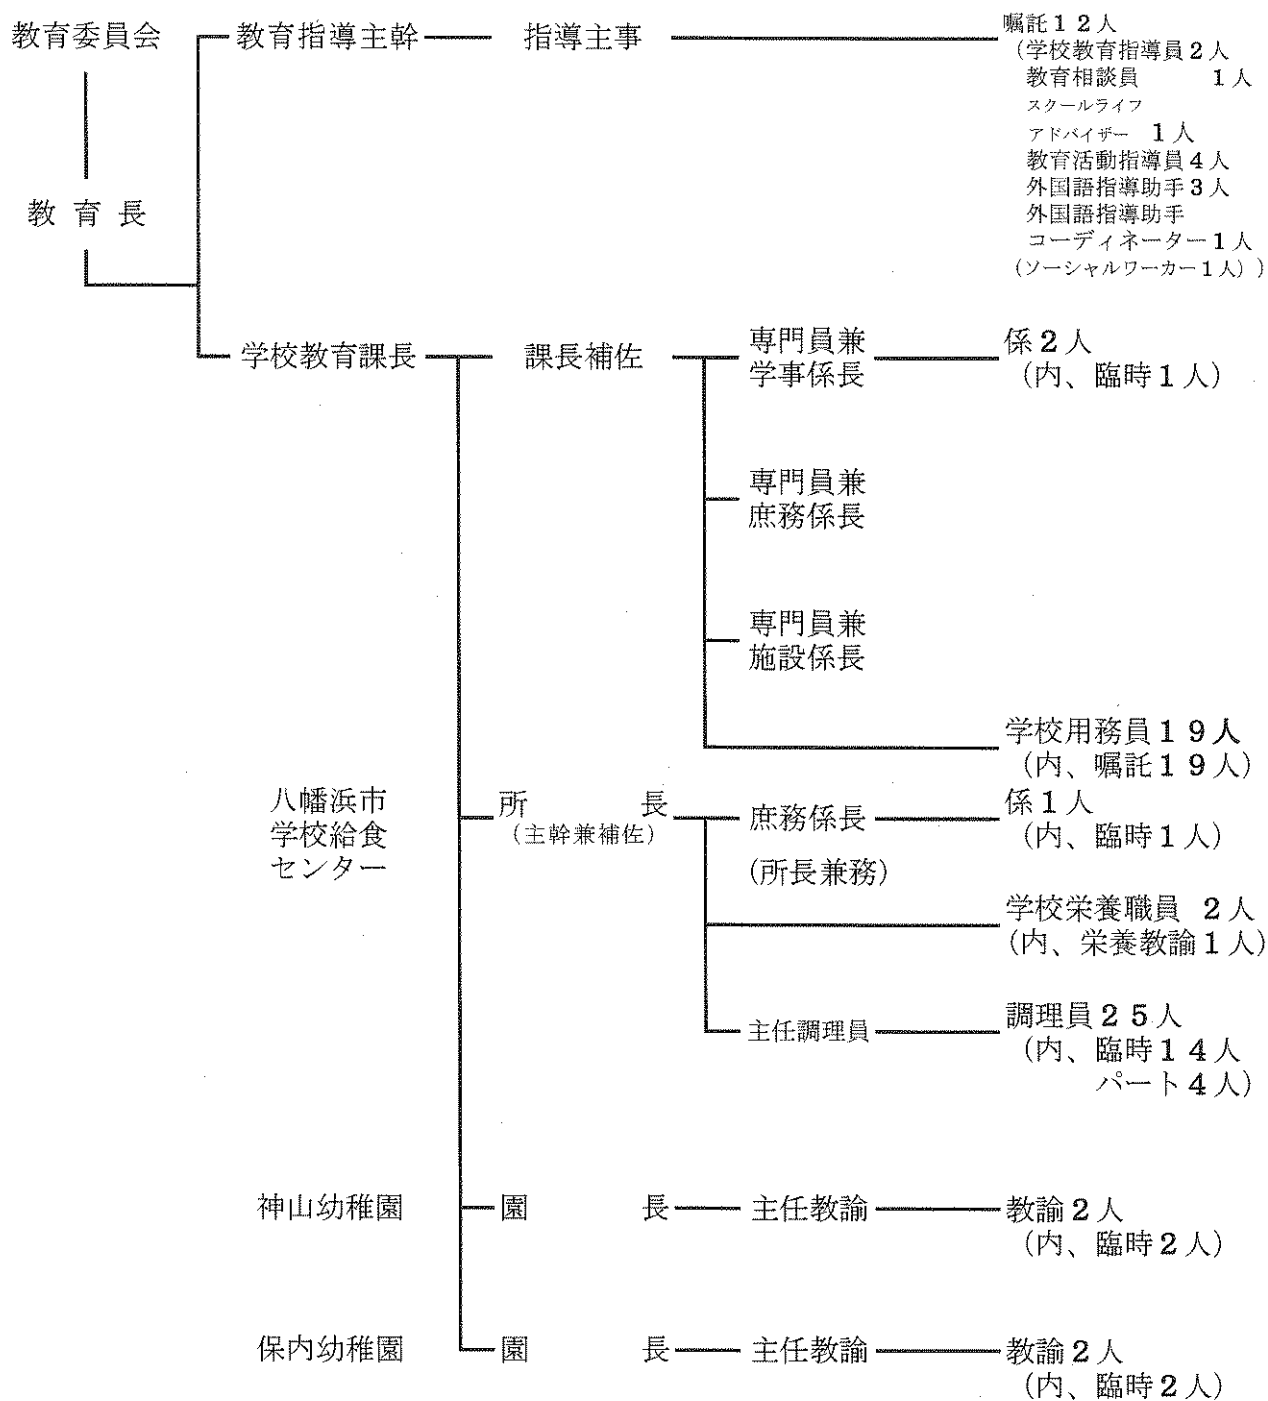 教育委員会
教育指導主幹
指導主事
嘱託１２人
（学校教育指導員２人
教育相談員 １人
スクールライフ
アドバイザー １人
教育活動指導員４人
外国語指導助手３人
外国語指導助手
コーディネーター１人
（ソーシャルワーカー１人））
教育長
学校教育課長
課長補佐
専門員兼
学事係長
係２人
（内、臨時１人）
専門員兼
庶務係長
専門員兼
施設係長
学校用務員１９人
（内、嘱託１９人）
八幡浜市
学校給食
センター
所 長
（主幹兼補佐）
庶務係長
（所長兼務）
係１人
（内、臨時１人）
学校栄養職員 ２人
（内、栄養教諭１人）
主任調理員
調理員２５人
（内、臨時１４人
パート４人）
神山幼稚園
園 長
主任教諭
教諭２人
（内、臨時２人）
保内幼稚園
園 長
主任教諭
教諭２人
（内、臨時２人）